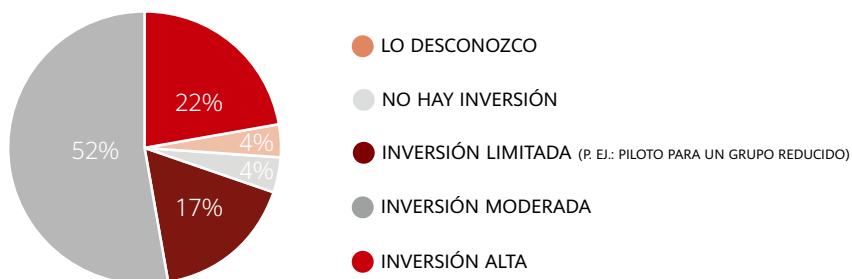 22%
4%
4%
17%
52%
LO DESCONOZCO
NO HAY INVERSIÓN
INVERSIÓN LIMITADA (P. EJ.: PILOTO PARA UN GRUPO REDUCIDO)
INVERSIÓN MODERADA
INVERSIÓN ALTA